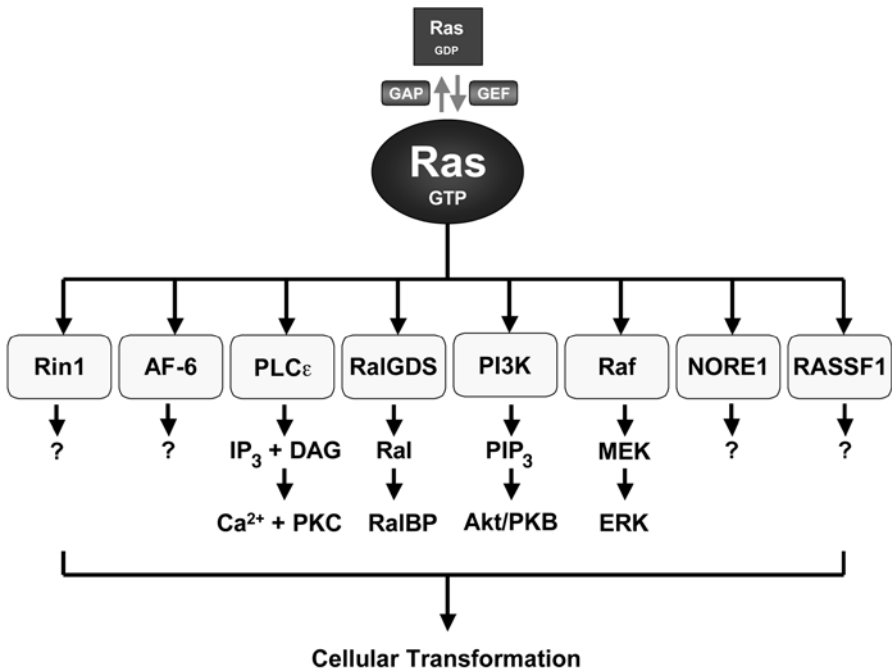 Ras
GDP
GAP GEF
Ras
GTP
Rin1 AF-6 PLCε RalGDS PI3K Raf NORE1 RASSF1
? ? IP3 + DAG Ral PIP3 MEK ? ?
Ca2+ + PKC RalBP Akt/PKB ERK
Cellular Transformation